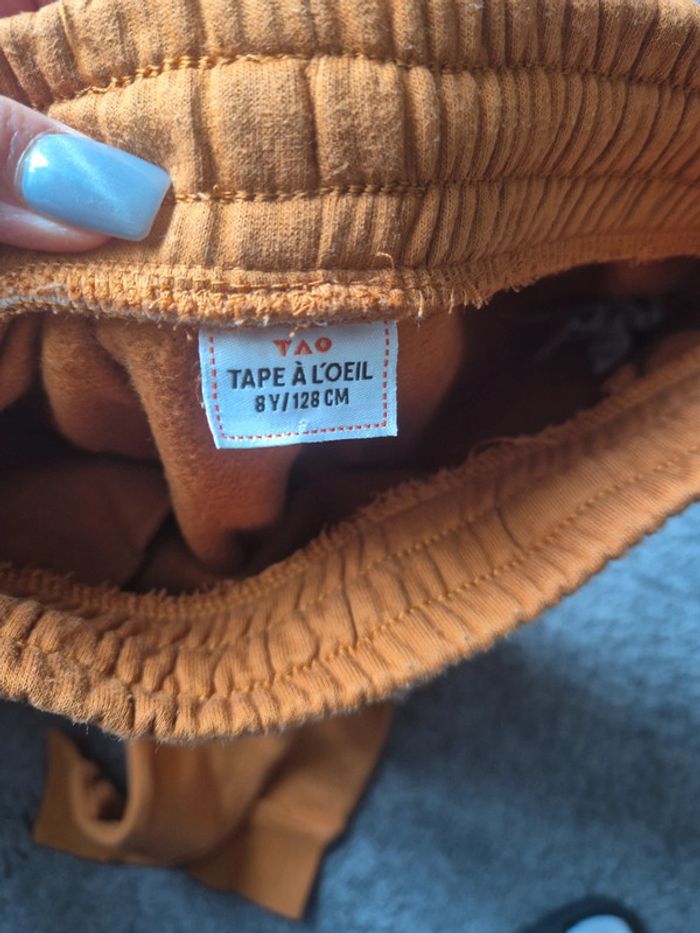 TAO
TAPE À L'OEIL
8Y/128 CM